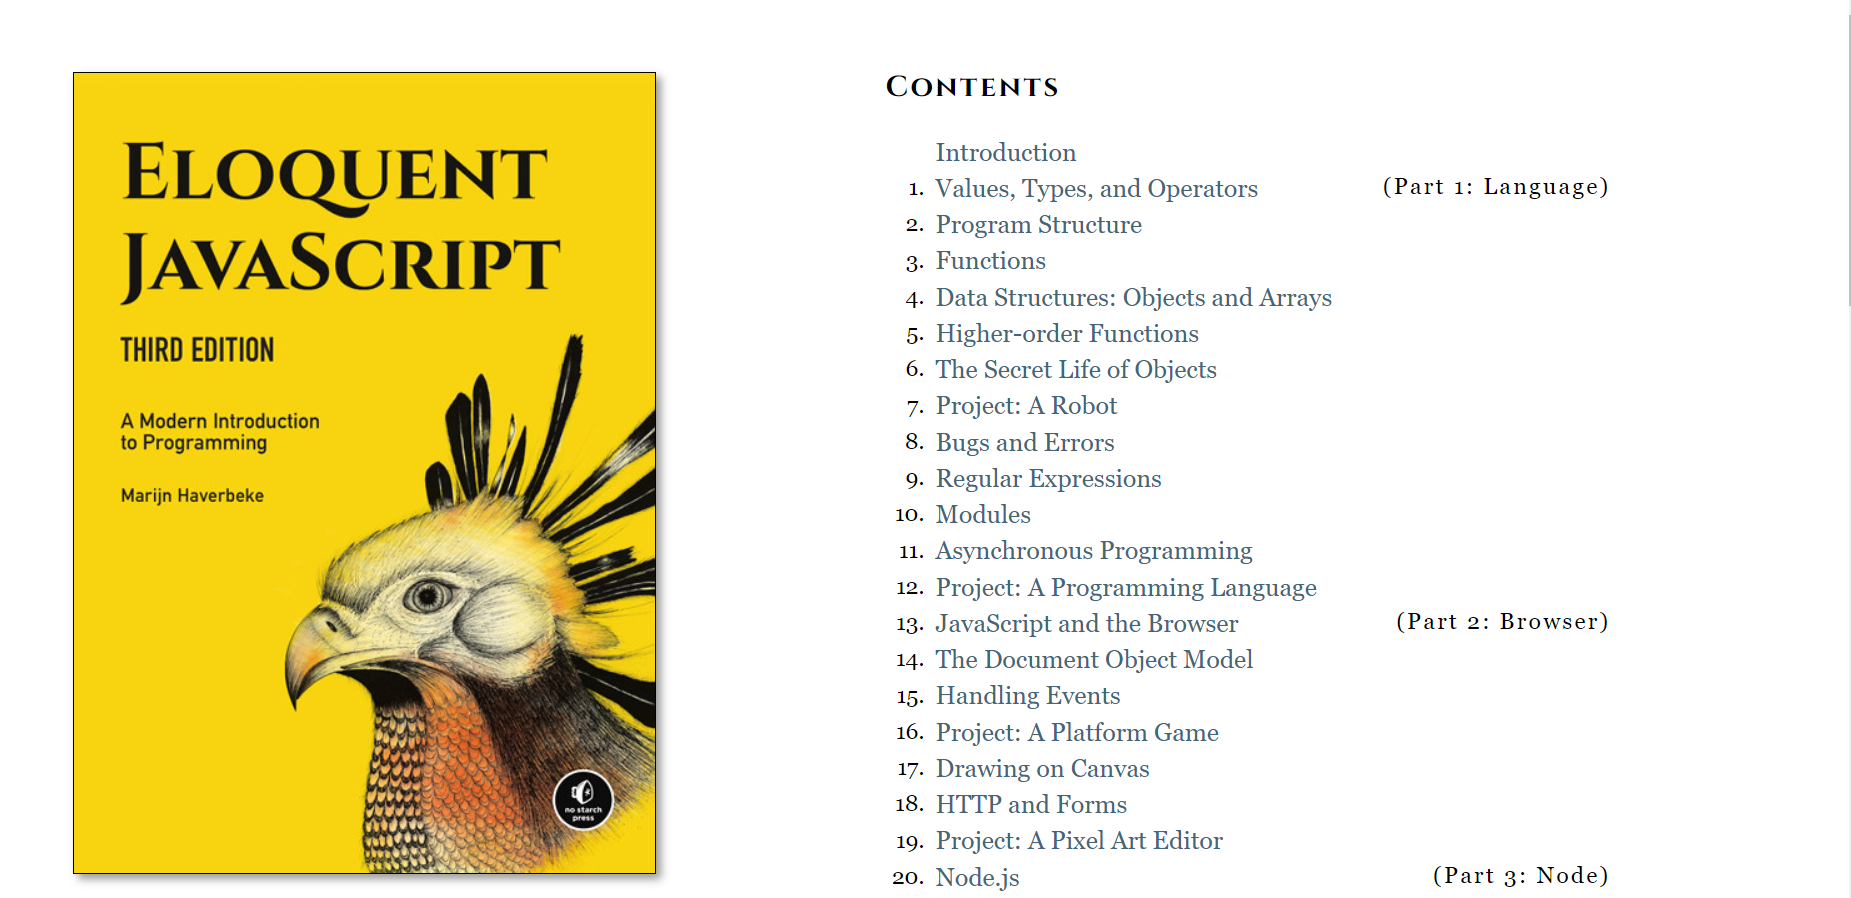 ELOQUENT
JAVASCRIPT
THIRD EDITION
A Modern Introduction
to Programming
Marijn Haverbeke
no starch
press
CONTENTS
Introduction
1. Values, Types, and Operators (Part 1: Language)
2. Program Structure
3. Functions
4. Data Structures: Objects and Arrays
5. Higher-order Functions
6. The Secret Life of Objects
7. Project: A Robot
8. Bugs and Errors
9. Regular Expressions
10. Modules
11. Asynchronous Programming
12. Project: A Programming Language
13. JavaScript and the Browser (Part 2: Browser)
14. The Document Object Model
15. Handling Events
16. Project: A Platform Game
17. Drawing on Canvas
18. HTTP and Forms
19. Project: A Pixel Art Editor
20. Node.js (Part 3: Node)